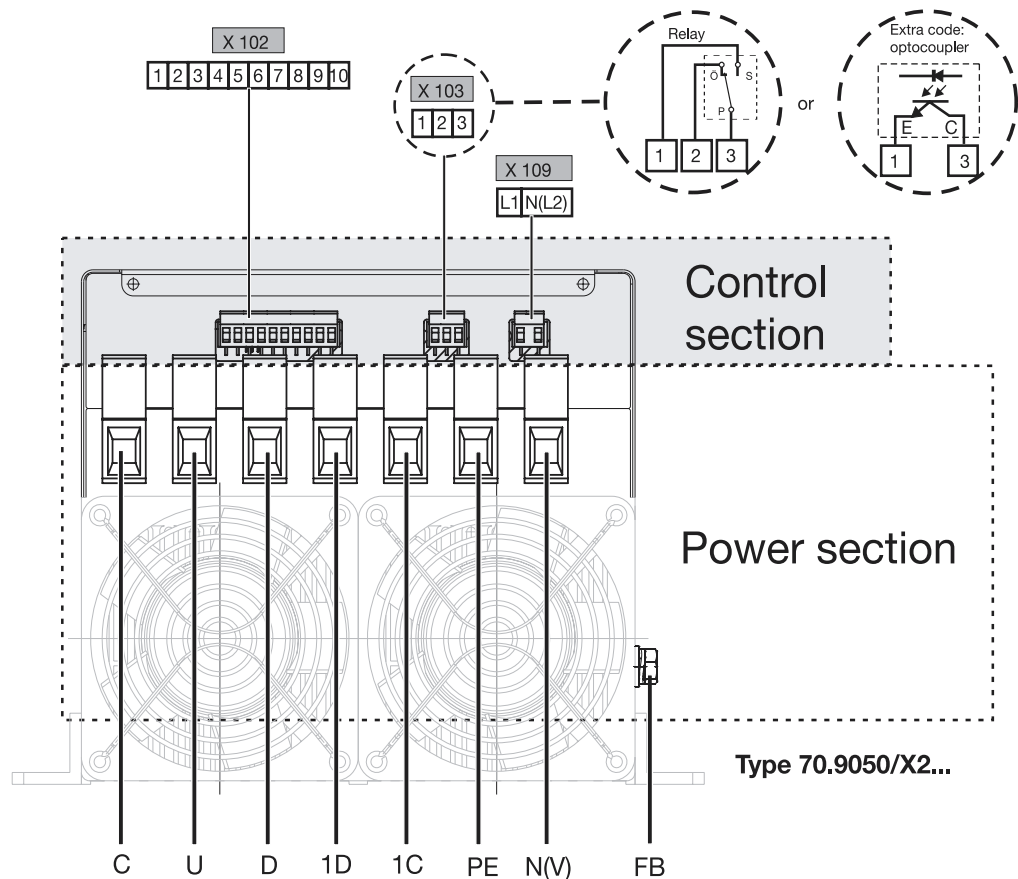 X 102
1 2 3 4 5 6 7 8 9 10
X 103
1 2 3
Relay
Ö S
P
1 2 3
or
Extra code:
optocoupler
E C
1 3
X 109
L1 N(L2)
Control
section
Power section
Type 70.9050/X2...
C U D 1D 1C PE N(V) FB